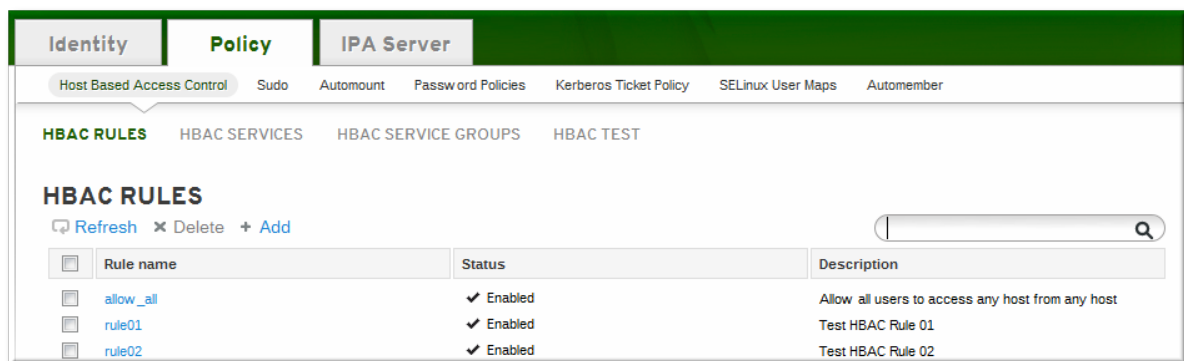 Identity Policy IPA Server
Host Based Access Control Sudo Automount Password Policies Kerberos Ticket Policy SELinux User Maps Automember
HBAC RULES HBAC SERVICES HBAC SERVICE GROUPS HBAC TEST
HBAC RULES
Refresh Delete + Add
Rule name Status Description
allow_all Enabled Allow all users to access any host from any host
rule01 Enabled Test HBAC Rule 01
rule02 Enabled Test HBAC Rule 02